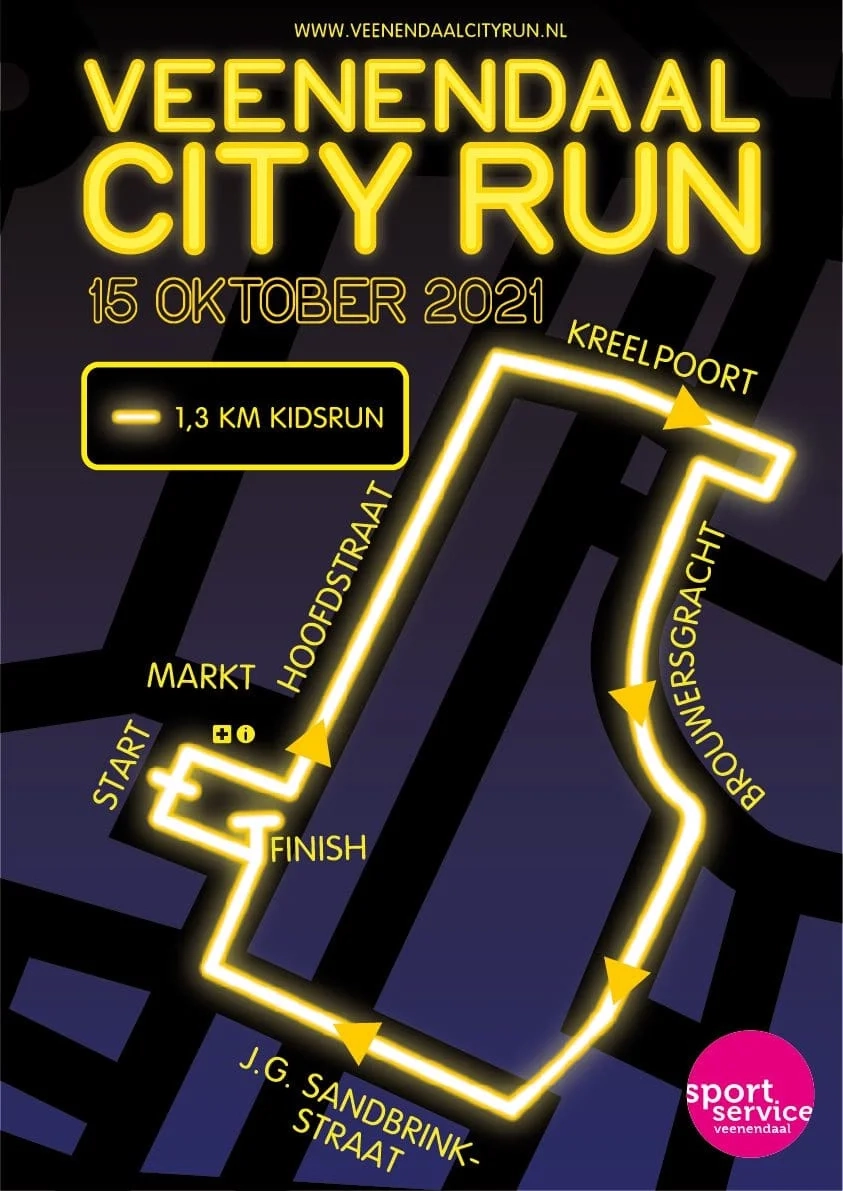 WWW.VEENENDAALCITYRUN.NL
VEENENDAAL
CITY RUN
15 OKTOBER 2021
KREELPOORT
1,3 KM KIDSRUN
HOOFDSTRAAT
BROUWERSGRACHT
MARKT
START
FINISH
J.G. SANDBRINK-
STRAAT
sport
service
veenendaal